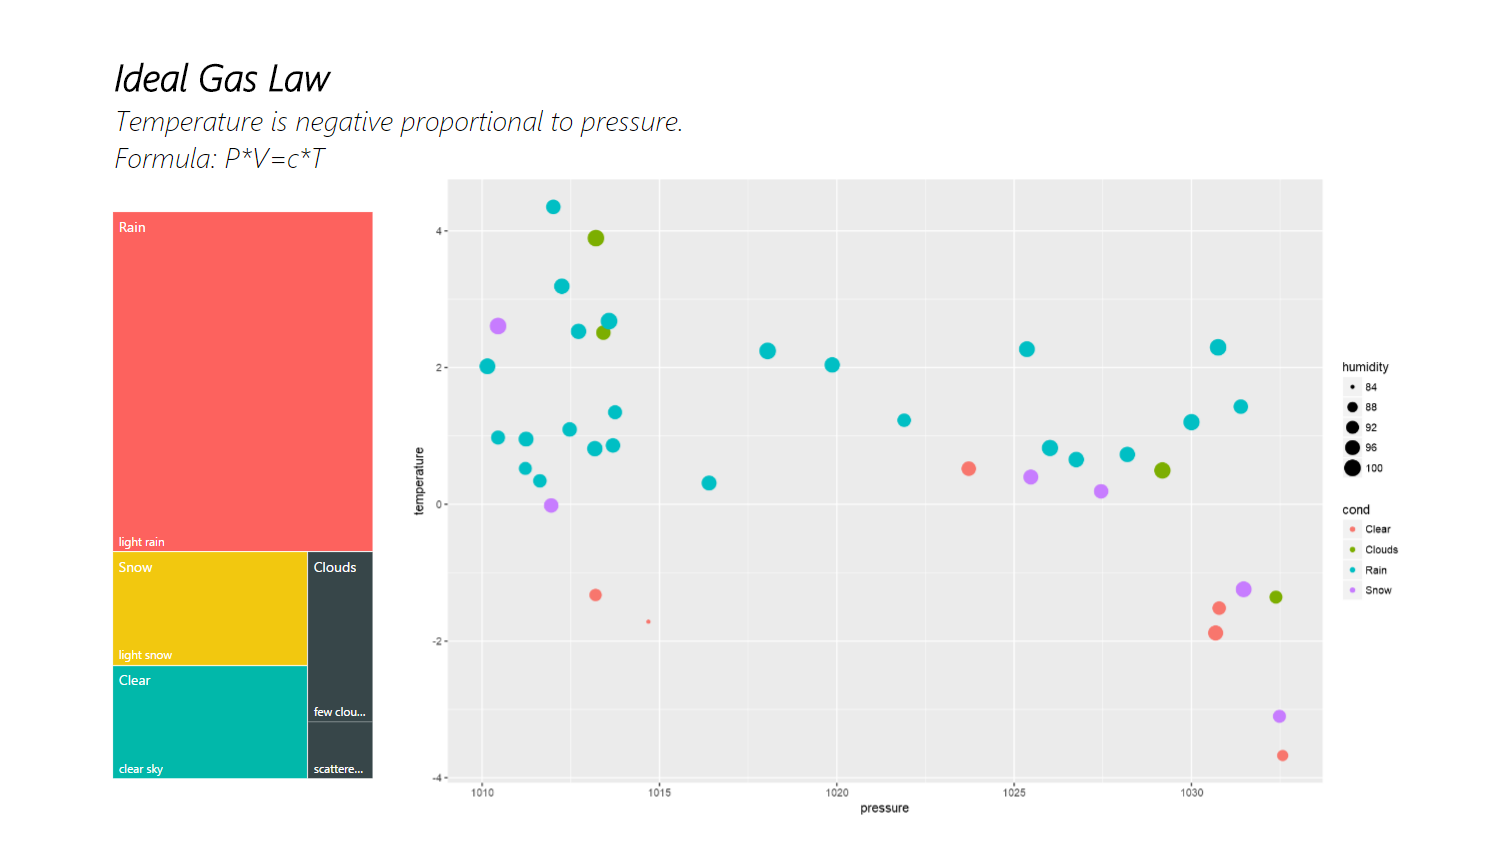 Ideal Gas Law
Temperature is negative proportional to pressure.
Formula: P*V=c*T
Rain
light rain
Snow
light snow
Clear
clear sky
Clouds
few clou...
scattere...
temperature
4
2
0
-2
-4
1010
1015
1020
1025
1030
pressure
humidity
84
88
92
96
100
cond
Clear
Clouds
Rain
Snow